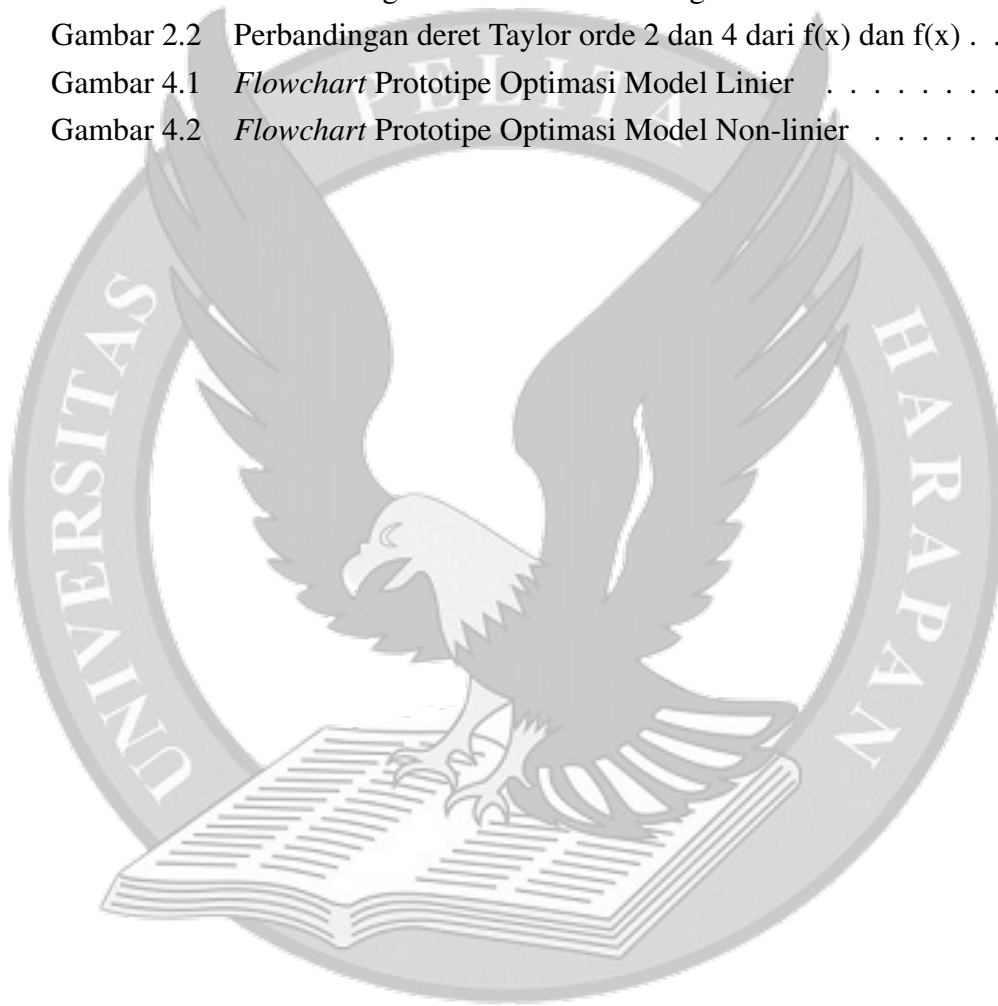 Gambar 2.2 Perbandingan deret Taylor orde 2 dan 4 dari f(x) dan f(x) . .
Gambar 4.1 Flowchart Prototipe Optimasi Model Linier . . . . . . . . .
Gambar 4.2 Flowchart Prototipe Optimasi Model Non-linier . . . . . .
UNIVERSITAS PELITA HARAPAN